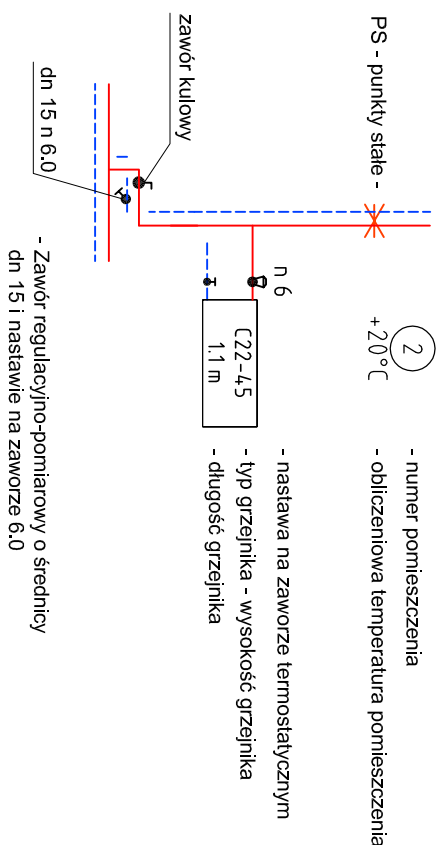 PS - punkty stałe -
2
+20°C
- numer pomieszczenia
- obliczeniowa temperatura pomieszczenia
zawór kulowy
n 6
C22-45
1.1 m
- nastawa na zaworze termostatycznym
- typ grzejnika - wysokość grzejnika
- długość grzejnika
dn 15 n 6.0
- Zawór regulacyjno-pomiarowy o średnicy
dn 15 i nastawie na zaworze 6.0